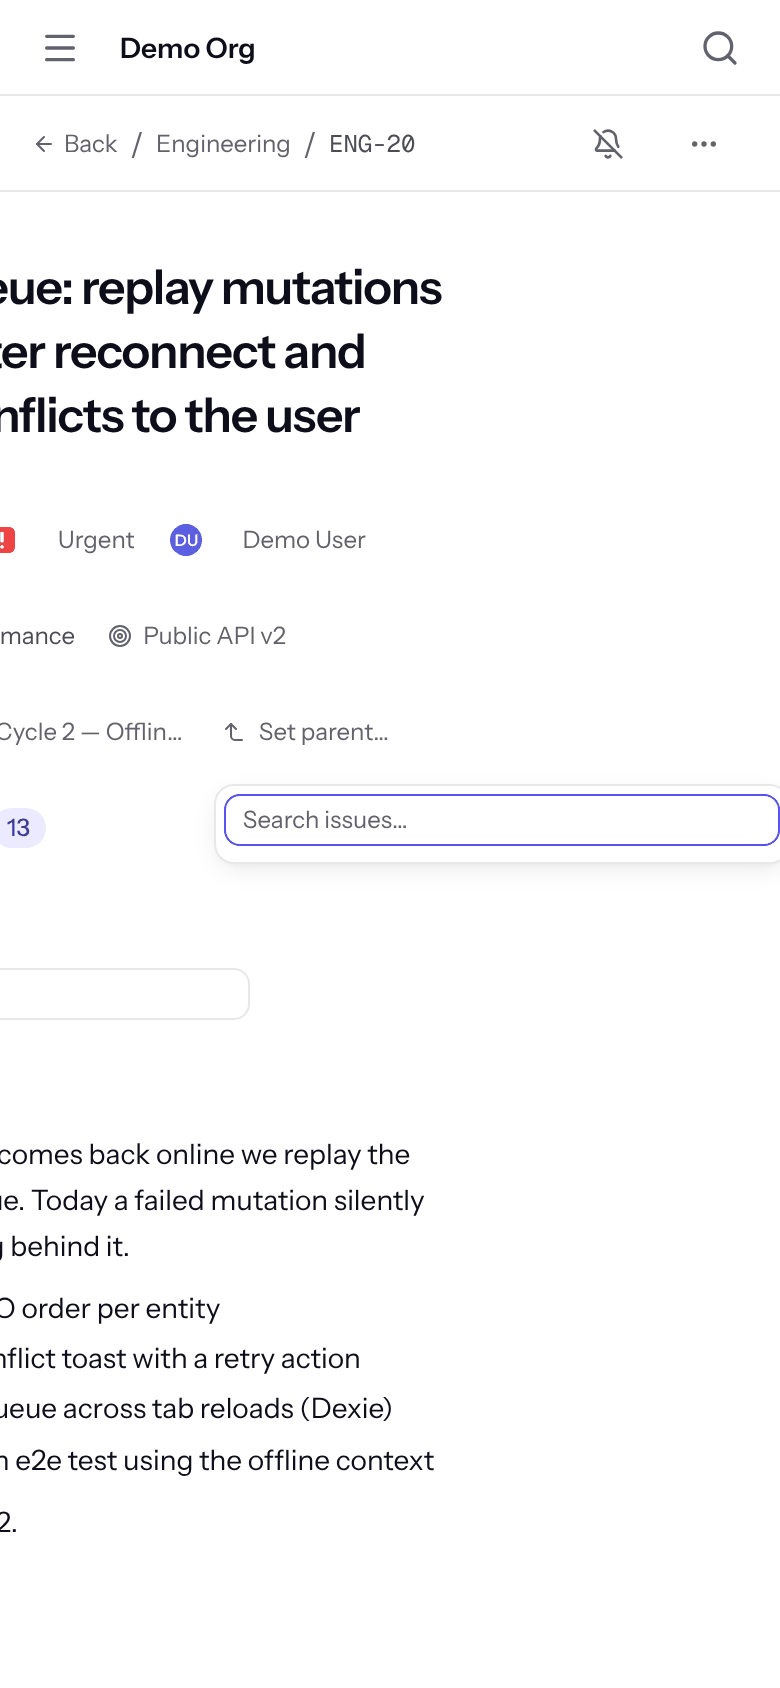 Demo Org
Back / Engineering / ENG-20
eue: replay mutations
ter reconnect and
nflicts to the user
! Urgent DU Demo User
mance Public API v2
Cycle 2 — Offlin... Set parent...
13
Search issues...
comes back online we replay the
ue. Today a failed mutation silently
g behind it.
O order per entity
nflict toast with a retry action
ueue across tab reloads (Dexie)
n e2e test using the offline context
2.